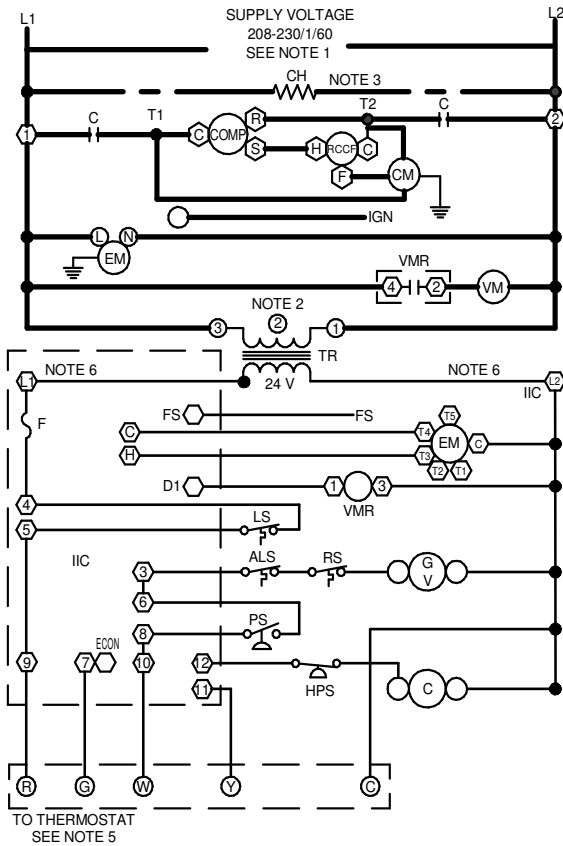 L1 SUPPLY VOLTAGE L2
208-230/1/60
SEE NOTE 1
CH NOTE 3
C T1 T2 C
1 C COMP R 2
S H RCCF C
F CM
IGN
L N
EM
VMR
4 2 VM
NOTE 2
3 2 1
TR
L1 NOTE 6 24 V NOTE 6 L2
IIC
F
FS FS
C T4 T5
EM C
H T3
T2 T1
D1 1 3
VMR
4
5 LS
IIC
ALS RS
3 G V
6
8 PS
ECON
9 7 10 12
HPS C
11
R G W Y C
TO THERMOSTAT
SEE NOTE 5